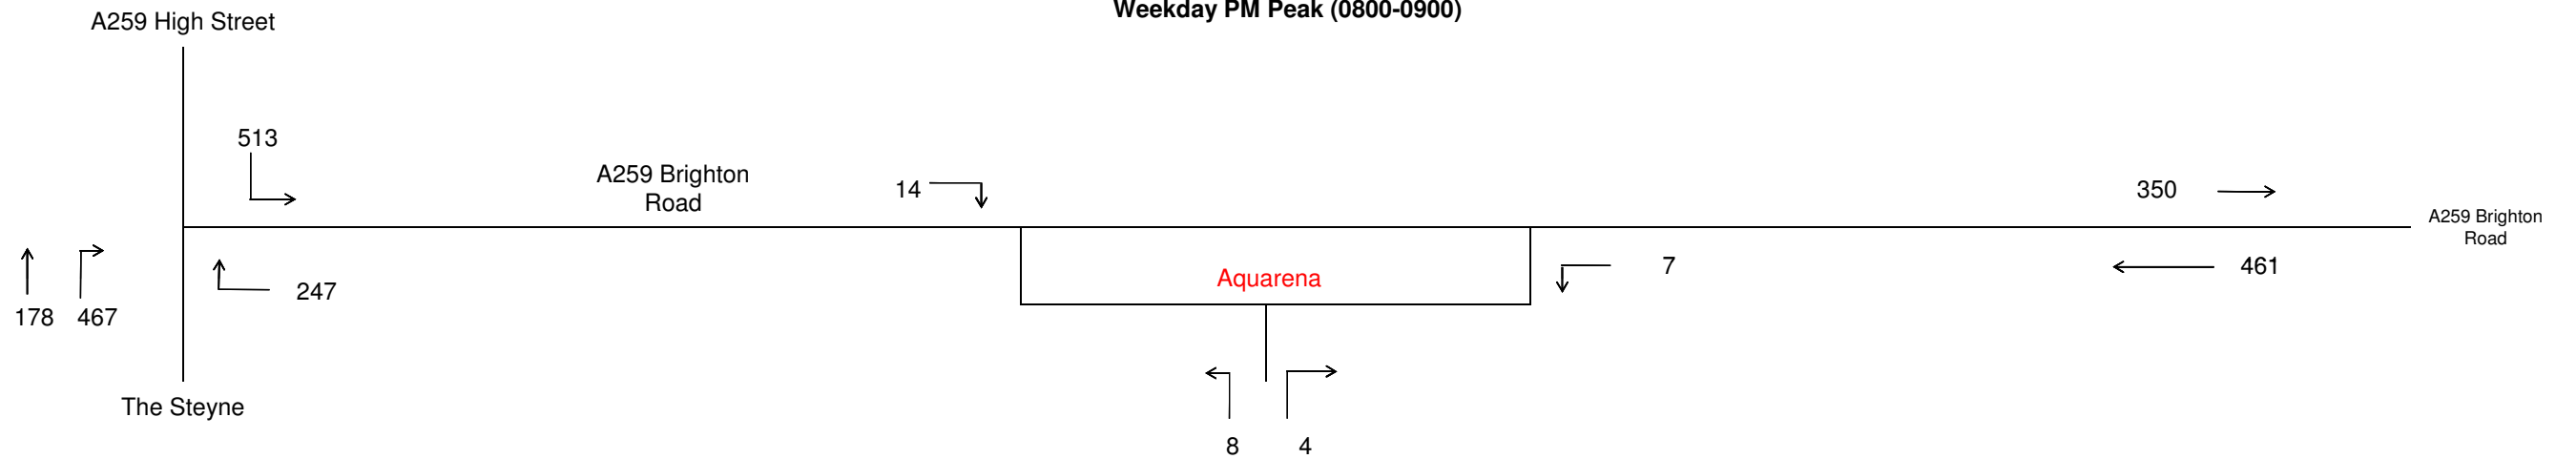 Weekday PM Peak (0800-0900)
A259 High Street
513
A259 Brighton
Road
14
350
A259 Brighton
Road
7
461
Aquarena
247
178
467
The Steyne
8
4